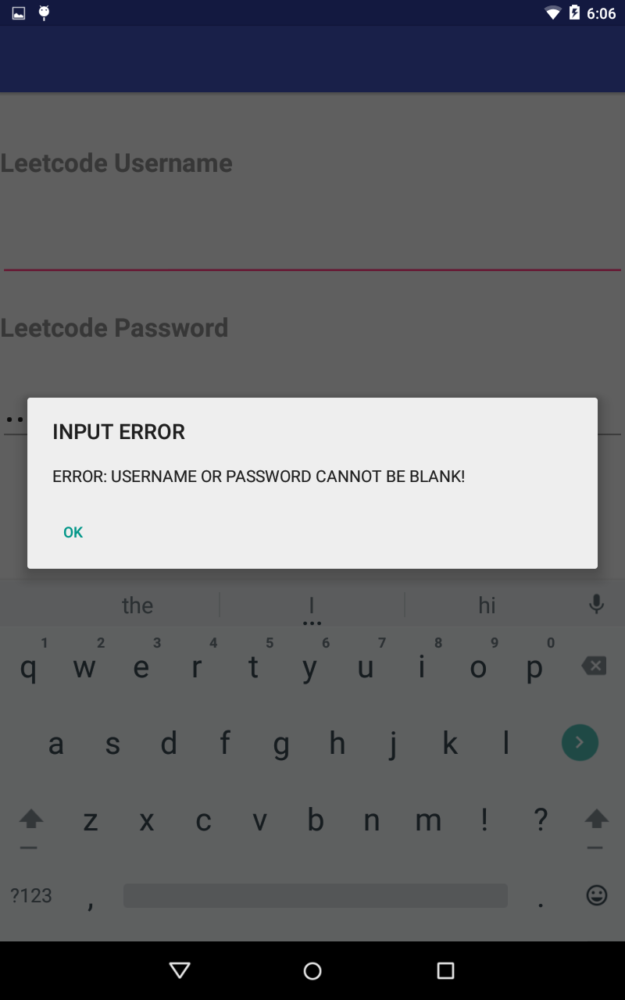 6:06
Leetcode Username
Leetcode Password
INPUT ERROR
ERROR: USERNAME OR PASSWORD CANNOT BE BLANK!
OK
the I hi
1 2 3 4 5 6 7 8 9 0
q w e r t y u i o p
a s d f g h j k l
z x c v b n m ! ?
?123 , .